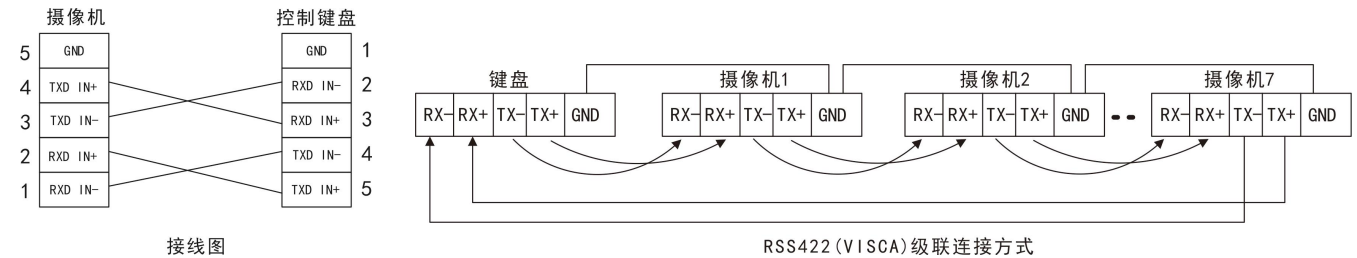 摄像机 控制键盘
5 GND GND 1
4 TXD IN+ RXD IN- 2
3 TXD IN- RXD IN+ 3
2 RXD IN+ TXD IN- 4
1 RXD IN- TXD IN+ 5
接线图
键盘 摄像机1 摄像机2 摄像机7
RX- RX+ TX- TX+ GND RX- RX+ TX- TX+ GND RX- RX+ TX- TX+ GND RX- RX+ TX- TX+ GND
RSS422(VISCA)级联连接方式